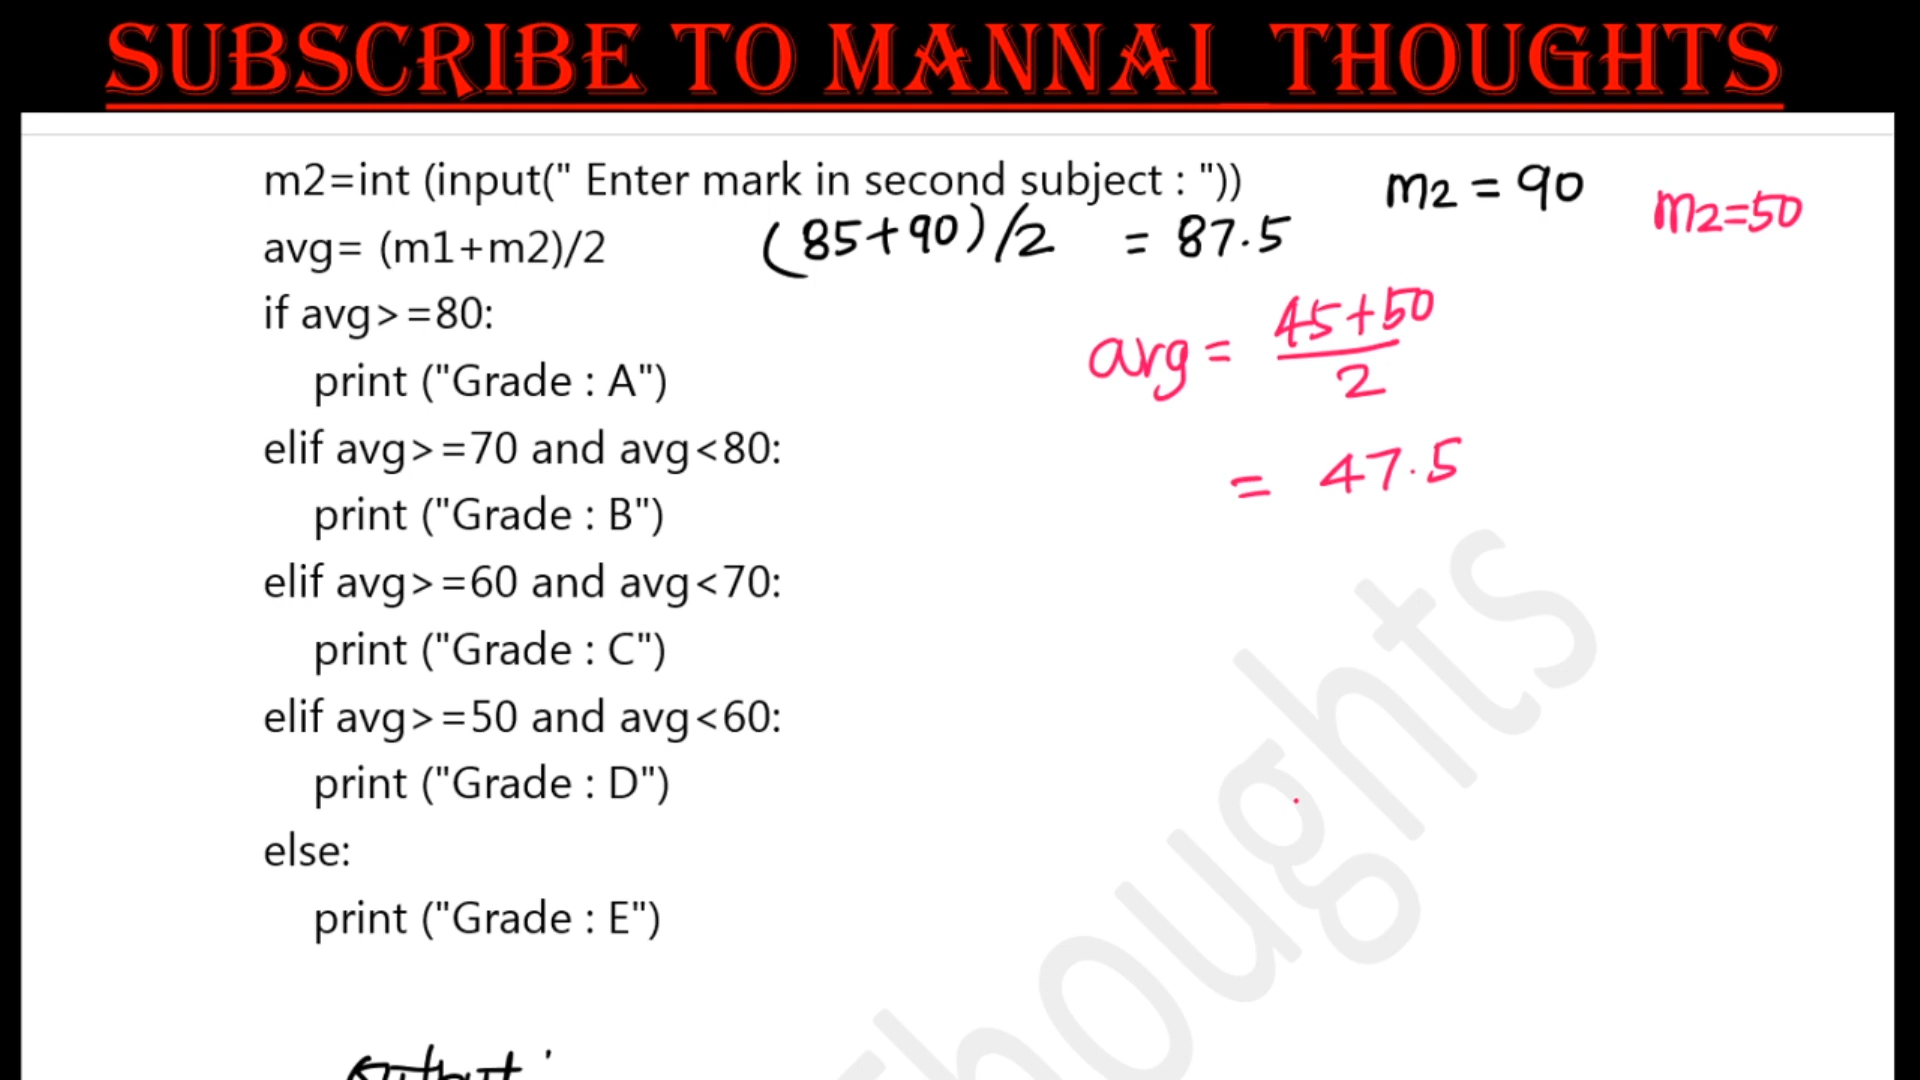 SUBSCRIBE TO MANNAI THOUGHTS
m2=int (input(" Enter mark in second subject : "))
m2 = 90
m2=50
avg= (m1+m2)/2
(85+90)/2 = 87.5
if avg>=80:
avg = 45+50
2
print ("Grade : A")
elif avg>=70 and avg<80:
= 47.5
print ("Grade : B")
elif avg>=60 and avg<70:
print ("Grade : C")
elif avg>=50 and avg<60:
print ("Grade : D")
else:
print ("Grade : E")
output
Thoughts